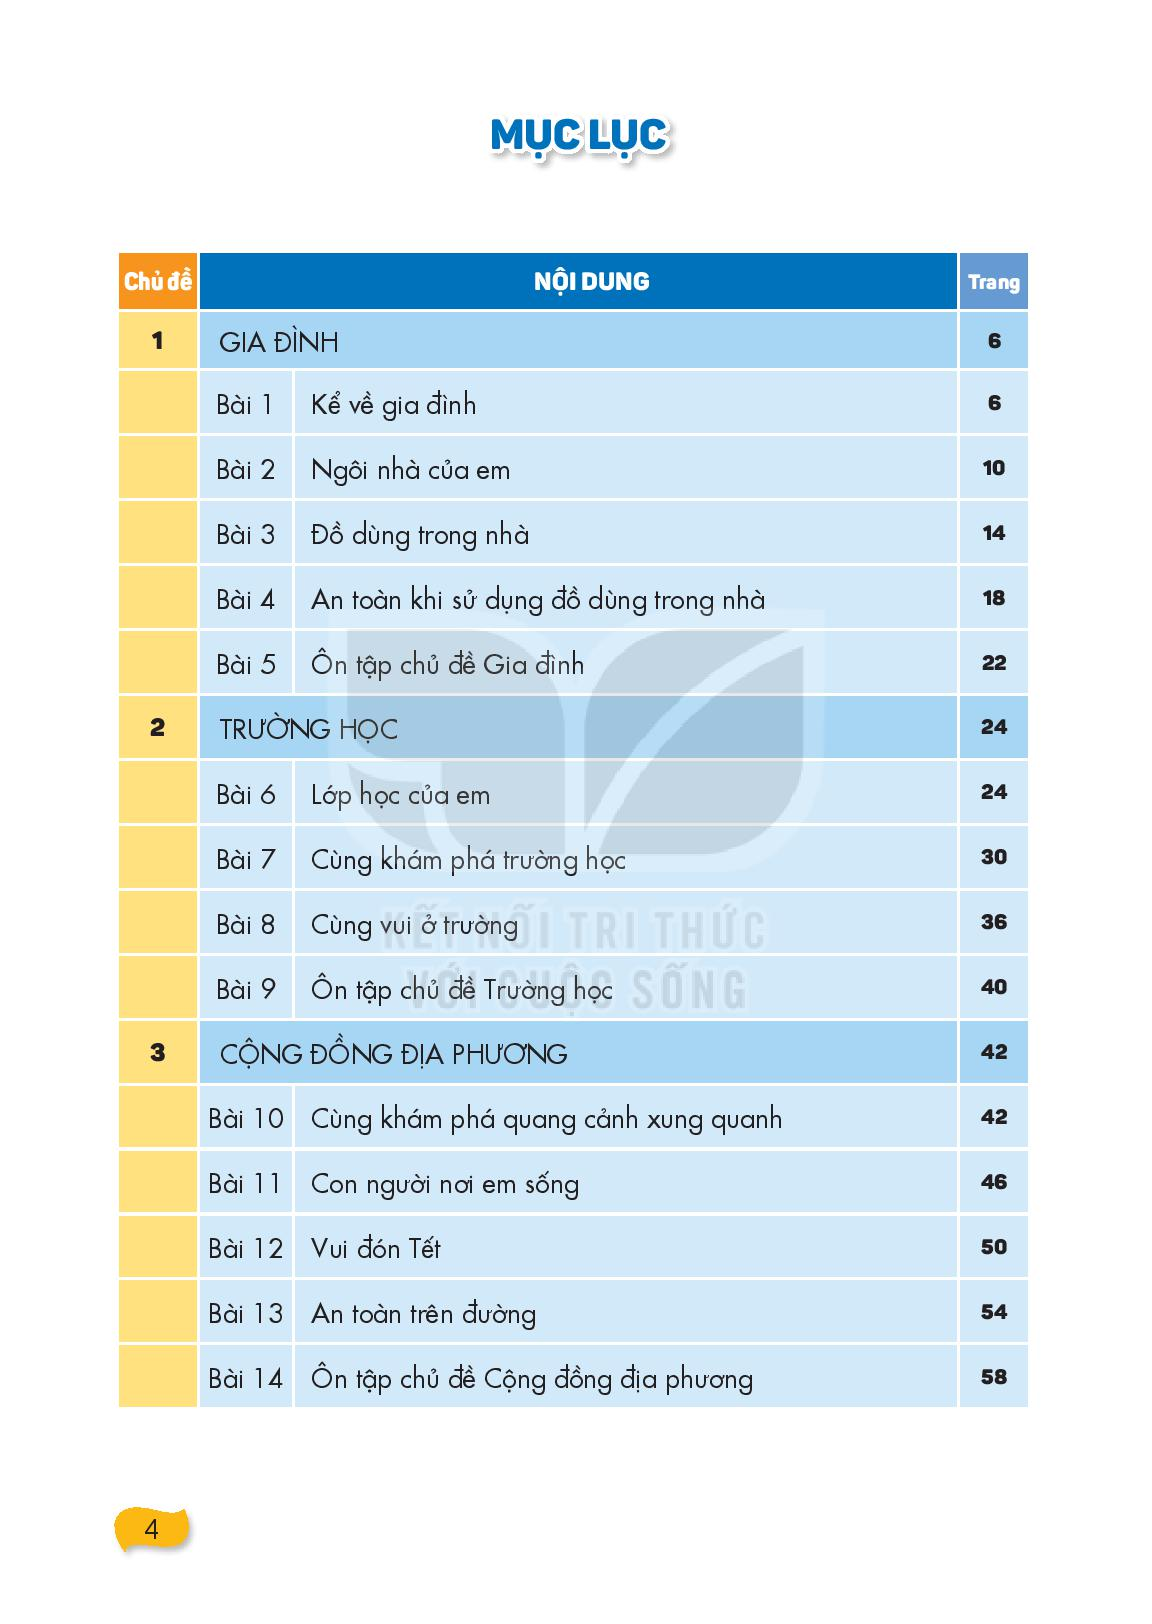 MỤC LỤC
Chủ đề NỘI DUNG Trang
1 GIA ĐÌNH 6
Bài 1 Kể về gia đình 6
Bài 2 Ngôi nhà của em 10
Bài 3 Đồ dùng trong nhà 14
Bài 4 An toàn khi sử dụng đồ dùng trong nhà 18
Bài 5 Ôn tập chủ đề Gia đình 22
2 TRƯỜNG HỌC 24
Bài 6 Lớp học của em 24
Bài 7 Cùng khám phá trường học 30
Bài 8 Cùng vui ở trường 36
Bài 9 Ôn tập chủ đề Trường học 40
3 CỘNG ĐỒNG ĐỊA PHƯƠNG 42
Bài 10 Cùng khám phá quang cảnh xung quanh 42
Bài 11 Con người nơi em sống 46
Bài 12 Vui đón Tết 50
Bài 13 An toàn trên đường 54
Bài 14 Ôn tập chủ đề Cộng đồng địa phương 58
KẾT NỐI TRI THỨC
VỚI CUỘC SỐNG
4